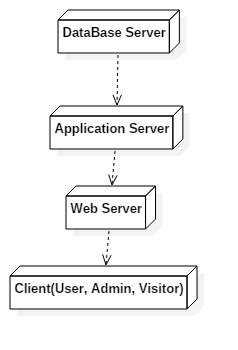 DataBase Server
Application Server
Web Server
Client(User, Admin, Visitor)